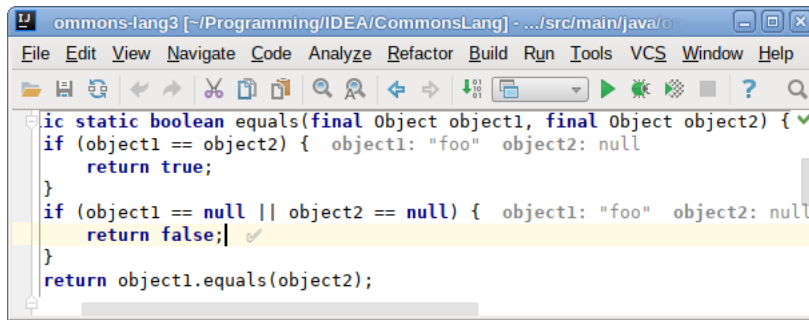 IJ ommons-lang3 [~/Programming/IDEA/CommonsLang] - .../src/main/java/o
File Edit View Navigate Code Analyze Refactor Build Run Tools VCS Window Help
ic static boolean equals(final Object object1, final Object object2) {
if (object1 == object2) { object1: "foo" object2: null
return true;
}
if (object1 == null || object2 == null) { object1: "foo" object2: null
return false;
}
return object1.equals(object2);